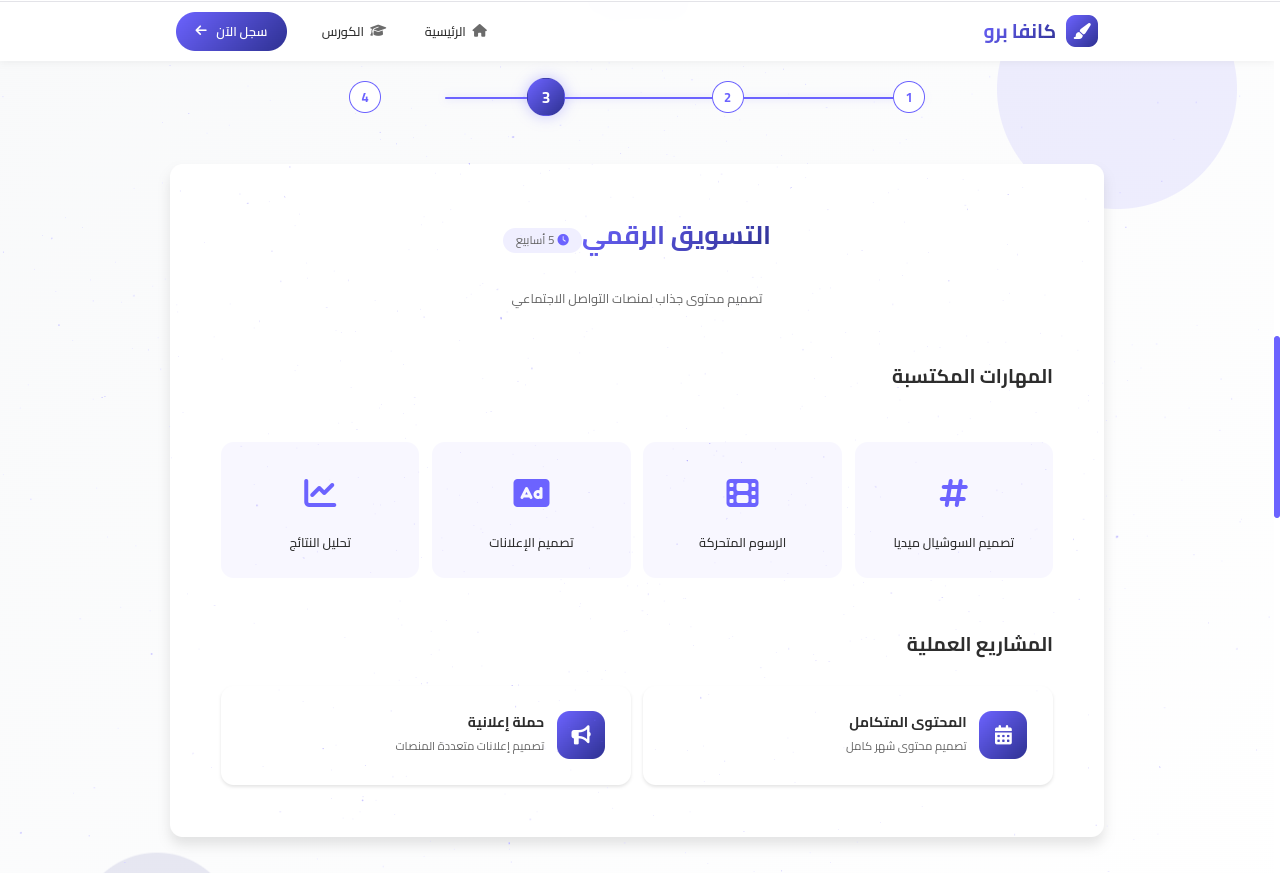 كانفا برو
الرئيسية
الكورس
سجل الآن
1
2
3
4
التسويق الرقمي
5 أسابيع
تصميم محتوى جذاب لمنصات التواصل الاجتماعي
المهارات المكتسبة
تصميم السوشيال ميديا
الرسوم المتحركة
Ad
تصميم الإعلانات
تحليل النتائج
المشاريع العملية
المحتوى المتكامل
تصميم محتوى شهر كامل
حملة إعلانية
تصميم إعلانات متعددة المنصات